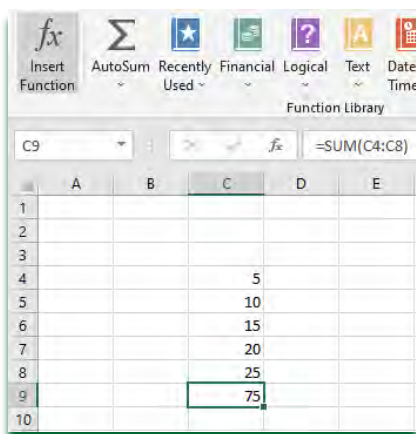 fx
Insert Function
AutoSum
Recently Used
Financial
Logical
Text
Date
Time
Function Library
C9
fx
=SUM(C4:C8)
A B C D E
1
2
3
4 5
5 10
6 15
7 20
8 25
9 75
10